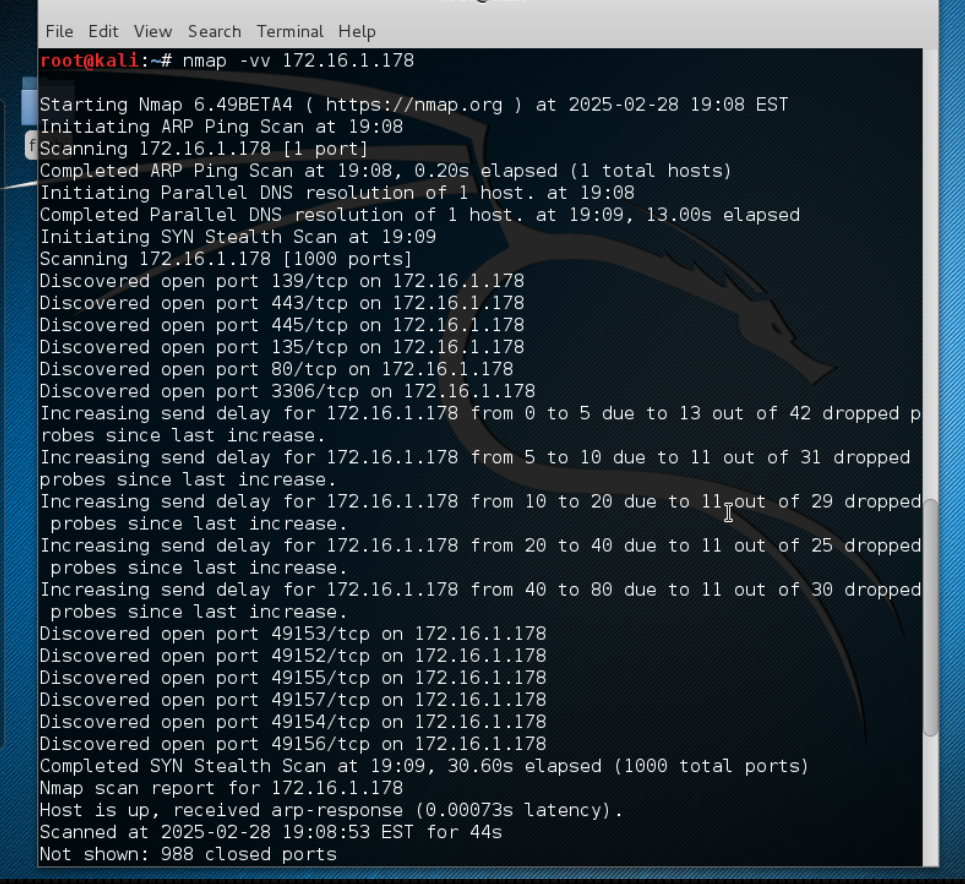 File Edit View Search Terminal Help
root@kali:~# nmap -vv 172.16.1.178
Starting Nmap 6.49BETA4 ( https://nmap.org ) at 2025-02-28 19:08 EST
Initiating ARP Ping Scan at 19:08
Scanning 172.16.1.178 [1 port]
Completed ARP Ping Scan at 19:08, 0.20s elapsed (1 total hosts)
Initiating Parallel DNS resolution of 1 host. at 19:08
Completed Parallel DNS resolution of 1 host. at 19:09, 13.00s elapsed
Initiating SYN Stealth Scan at 19:09
Scanning 172.16.1.178 [1000 ports]
Discovered open port 139/tcp on 172.16.1.178
Discovered open port 443/tcp on 172.16.1.178
Discovered open port 445/tcp on 172.16.1.178
Discovered open port 135/tcp on 172.16.1.178
Discovered open port 80/tcp on 172.16.1.178
Discovered open port 3306/tcp on 172.16.1.178
Increasing send delay for 172.16.1.178 from 0 to 5 due to 13 out of 42 dropped p
robes since last increase.
Increasing send delay for 172.16.1.178 from 5 to 10 due to 11 out of 31 dropped
probes since last increase.
Increasing send delay for 172.16.1.178 from 10 to 20 due to 11 out of 29 dropped
probes since last increase.
Increasing send delay for 172.16.1.178 from 20 to 40 due to 11 out of 25 dropped
probes since last increase.
Increasing send delay for 172.16.1.178 from 40 to 80 due to 11 out of 30 dropped
probes since last increase.
Discovered open port 49153/tcp on 172.16.1.178
Discovered open port 49152/tcp on 172.16.1.178
Discovered open port 49155/tcp on 172.16.1.178
Discovered open port 49157/tcp on 172.16.1.178
Discovered open port 49154/tcp on 172.16.1.178
Discovered open port 49156/tcp on 172.16.1.178
Completed SYN Stealth Scan at 19:09, 30.60s elapsed (1000 total ports)
Nmap scan report for 172.16.1.178
Host is up, received arp-response (0.00073s latency).
Scanned at 2025-02-28 19:08:53 EST for 44s
Not shown: 988 closed ports